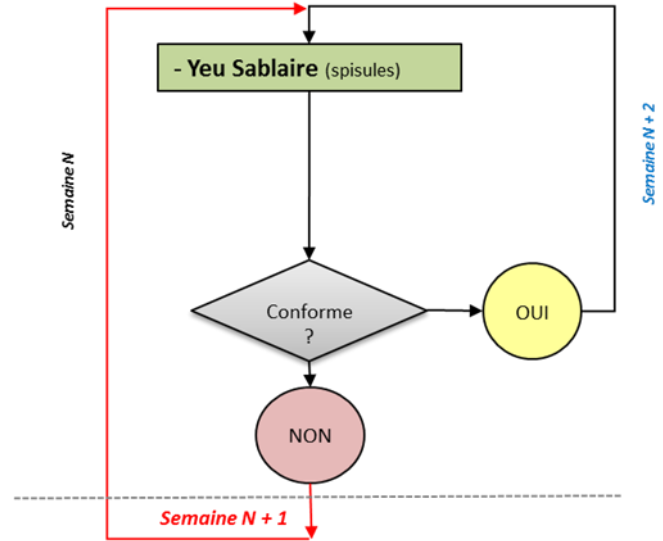 - Yeu Sablaire (spisules)
Semaine N
Semaine N + 2
Conforme
?
OUI
NON
Semaine N + 1